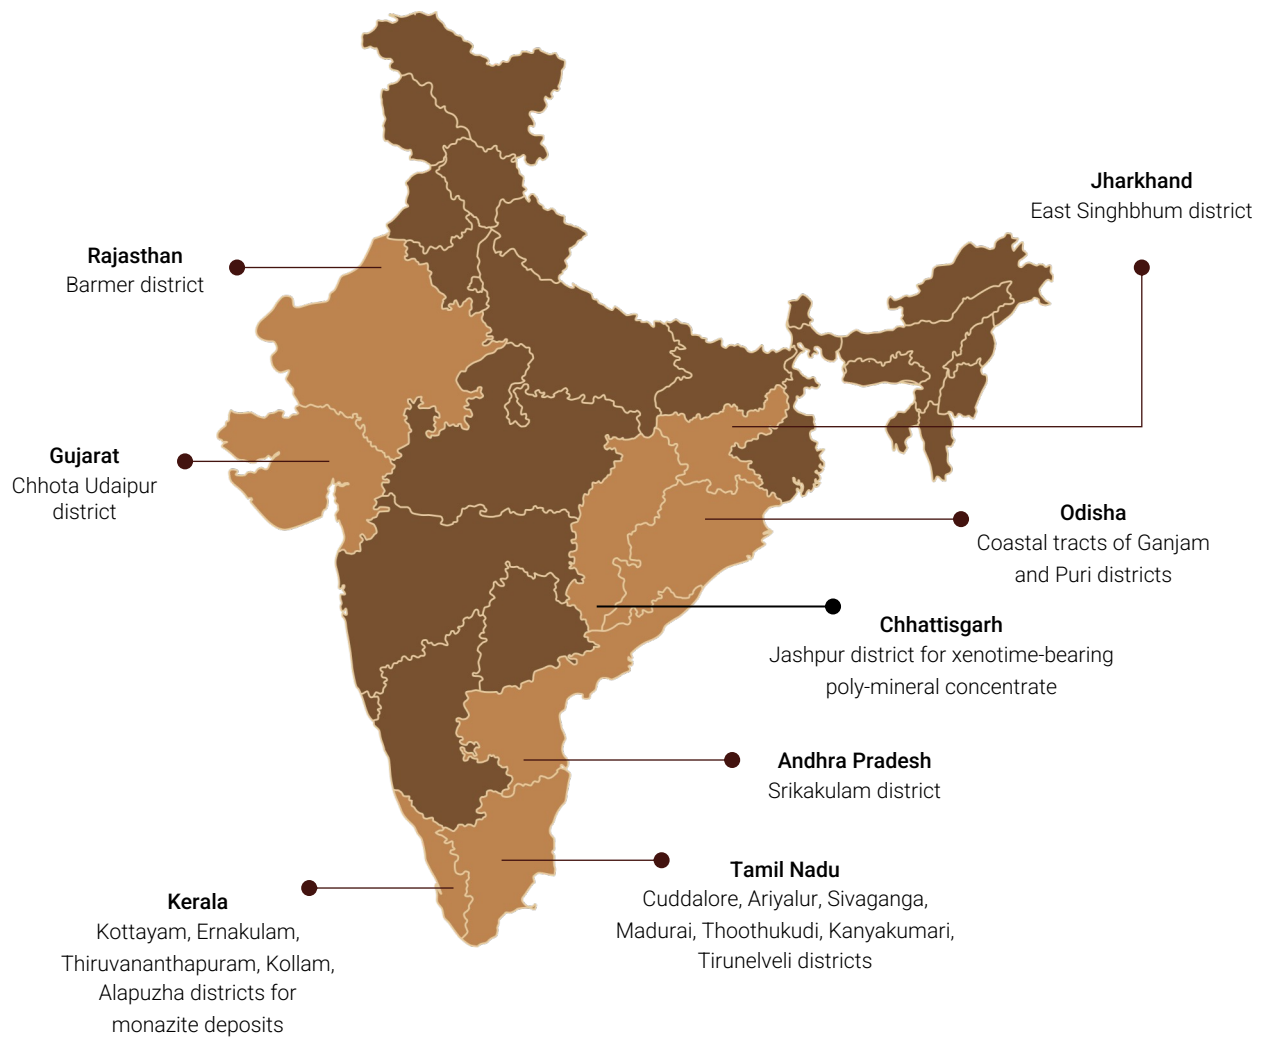 Jharkhand
East Singhbhum district
Rajasthan
Barmer district
Gujarat
Chhota Udaipur
district
Odisha
Coastal tracts of Ganjam
and Puri districts
Chhattisgarh
Jashpur district for xenotime-bearing
poly-mineral concentrate
Andhra Pradesh
Srikakulam district
Tamil Nadu
Cuddalore, Ariyalur, Sivaganga,
Madurai, Thoothukudi, Kanyakumari,
Tirunelveli districts
Kerala
Kottayam, Ernakulam,
Thiruvananthapuram, Kollam,
Alapuzha districts for
monazite deposits